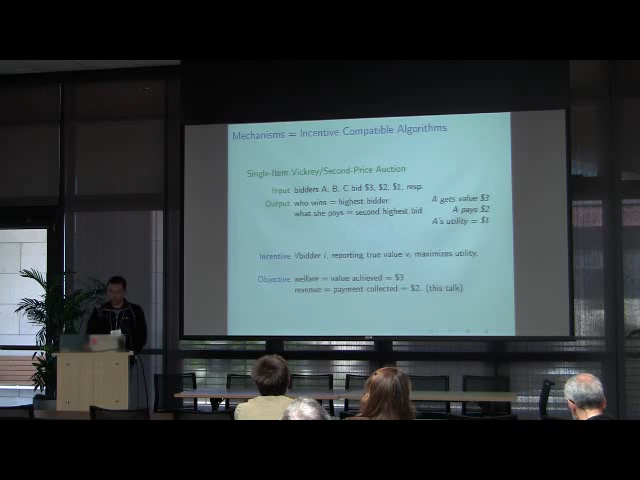 Mechanisms = Incentive Compatible Algorithms
Single-Item Vickrey/Second-Price Auction
Input bidders A, B, C bid $3, $2, $1, resp.
Output who wins = highest bidder A gets value $3
what she pays = second highest bid A pays $2
A's utility = $1
Incentive ∀bidder i, reporting true value vᵢ maximizes utility.
Objective welfare = value achieved = $3
revenue = payment collected = $2. (this talk)